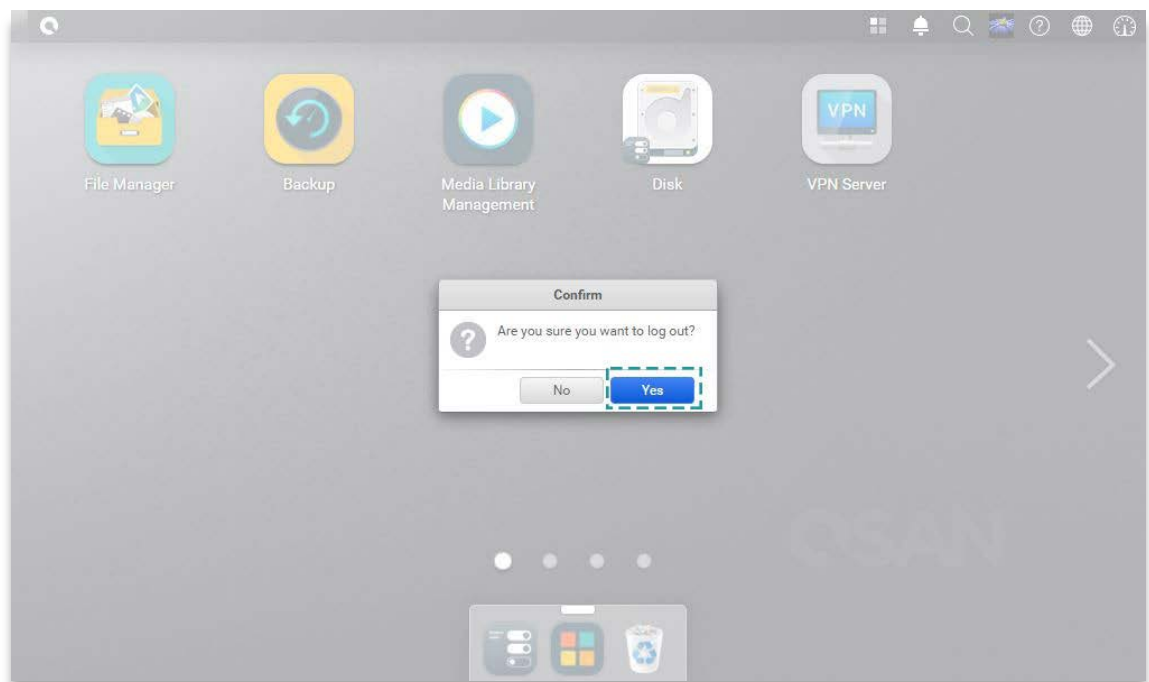 File Manager
Backup
Media Library
Management
Disk
VPN
VPN Server
Confirm
Are you sure you want to log out?
No
Yes
QSAN